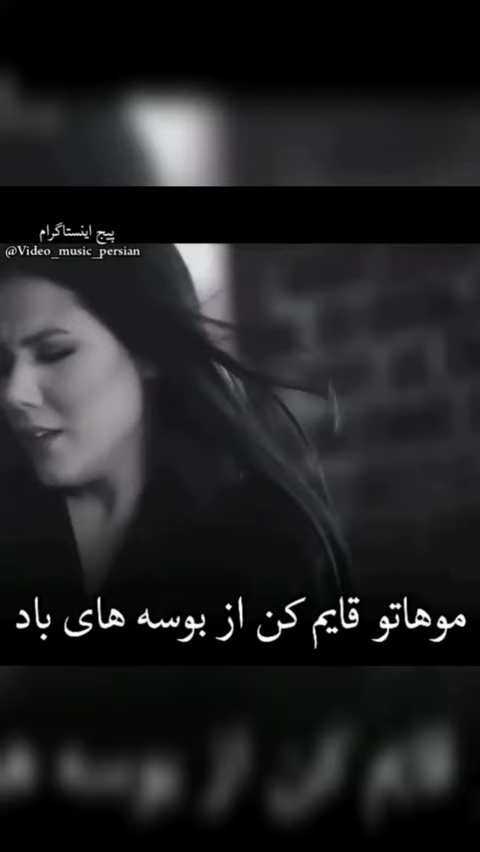 پیج اینستاگرام
@Video_music_persian
موهاتو قایم کن از بوسه های باد